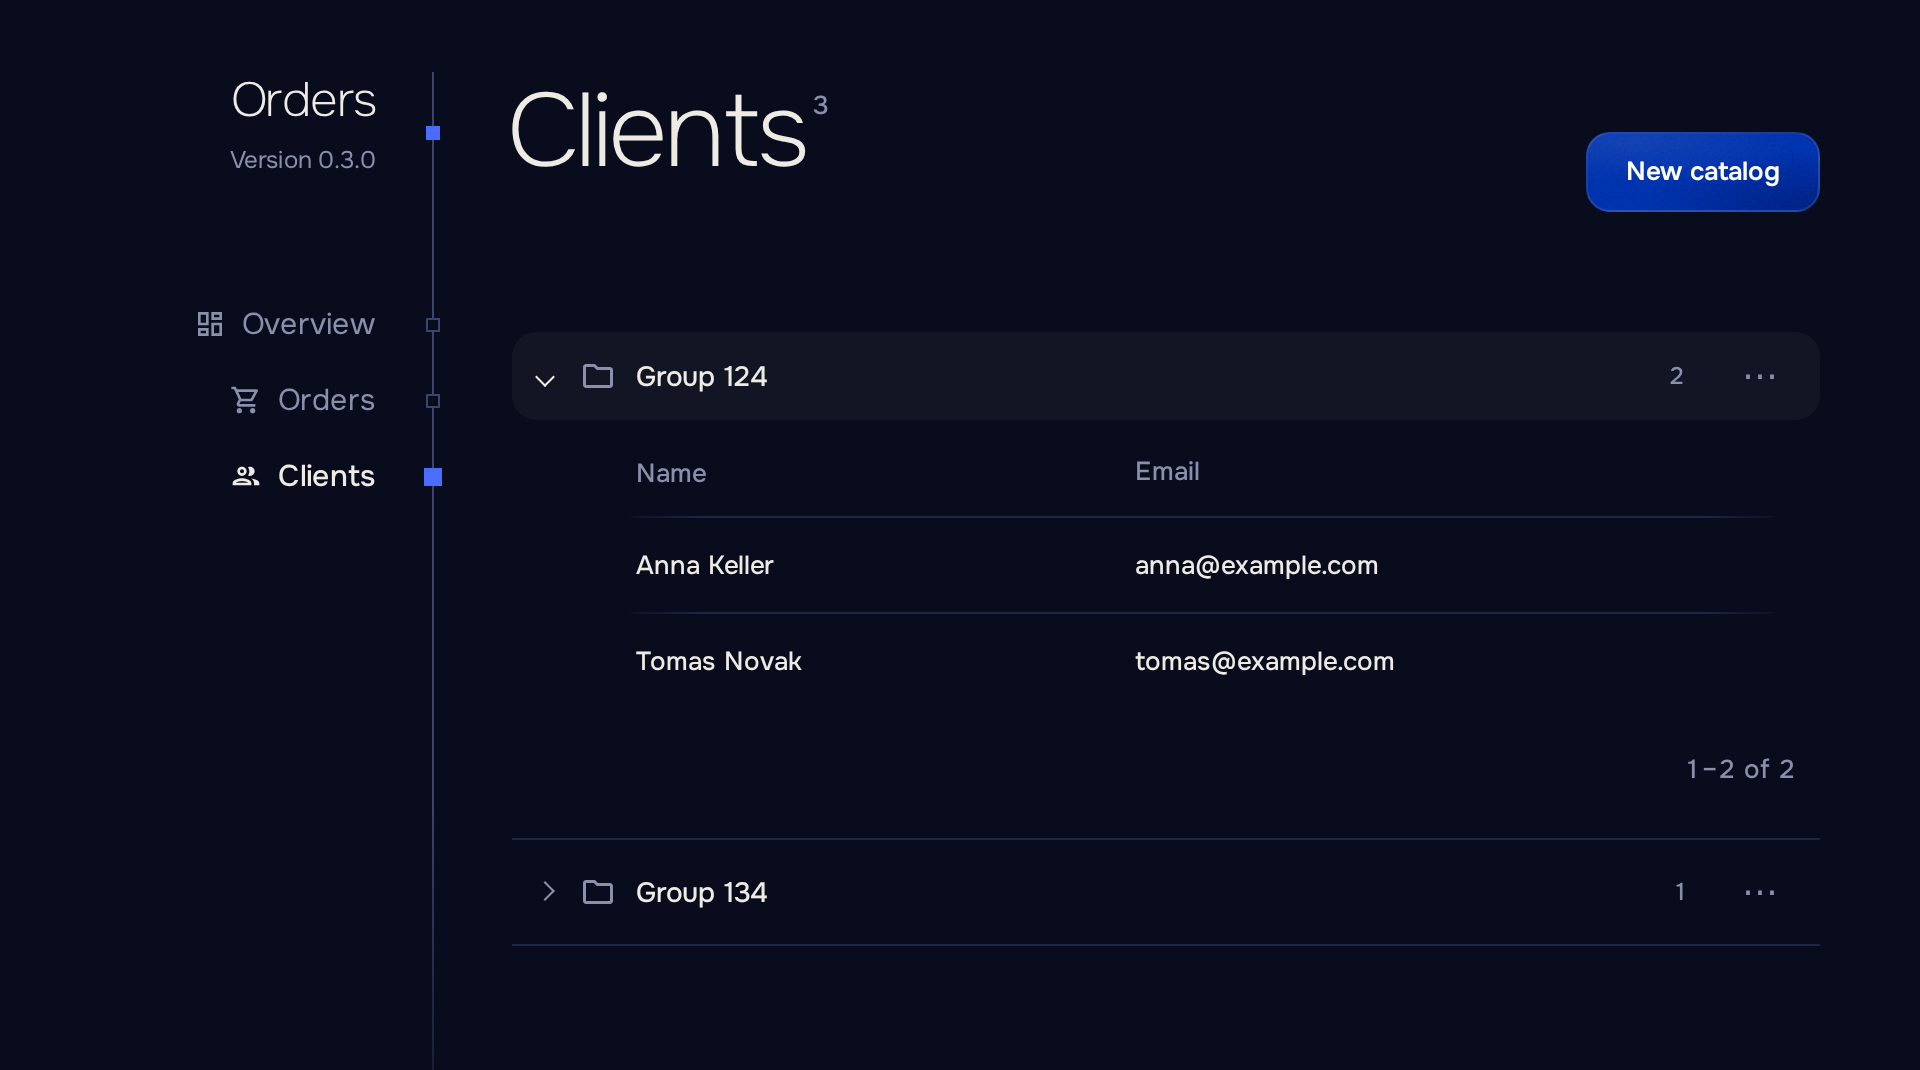 Orders
Version 0.3.0
Overview
Orders
Clients
Clients 3
New catalog
Group 124 2 ...
Name Email
Anna Keller anna@example.com
Tomas Novak tomas@example.com
1–2 of 2
Group 134 1 ...